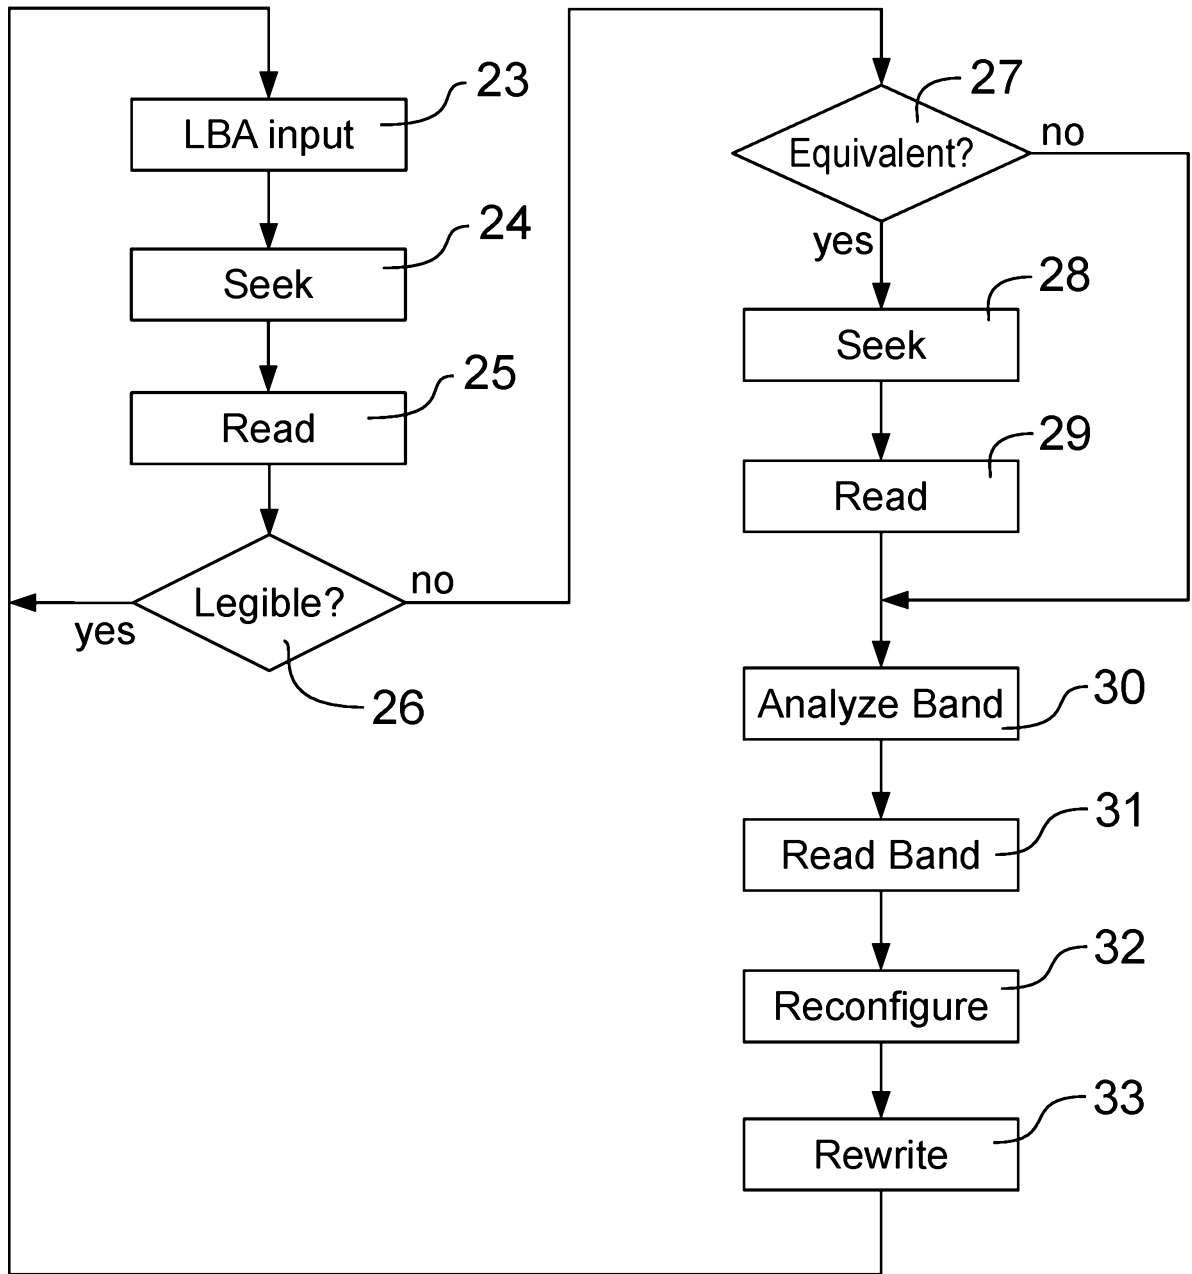 23
LBA input
24
Seek
25
Read
Legible?
no
yes
26
27
Equivalent?
no
yes
28
Seek
29
Read
30
Analyze Band
31
Read Band
32
Reconfigure
33
Rewrite